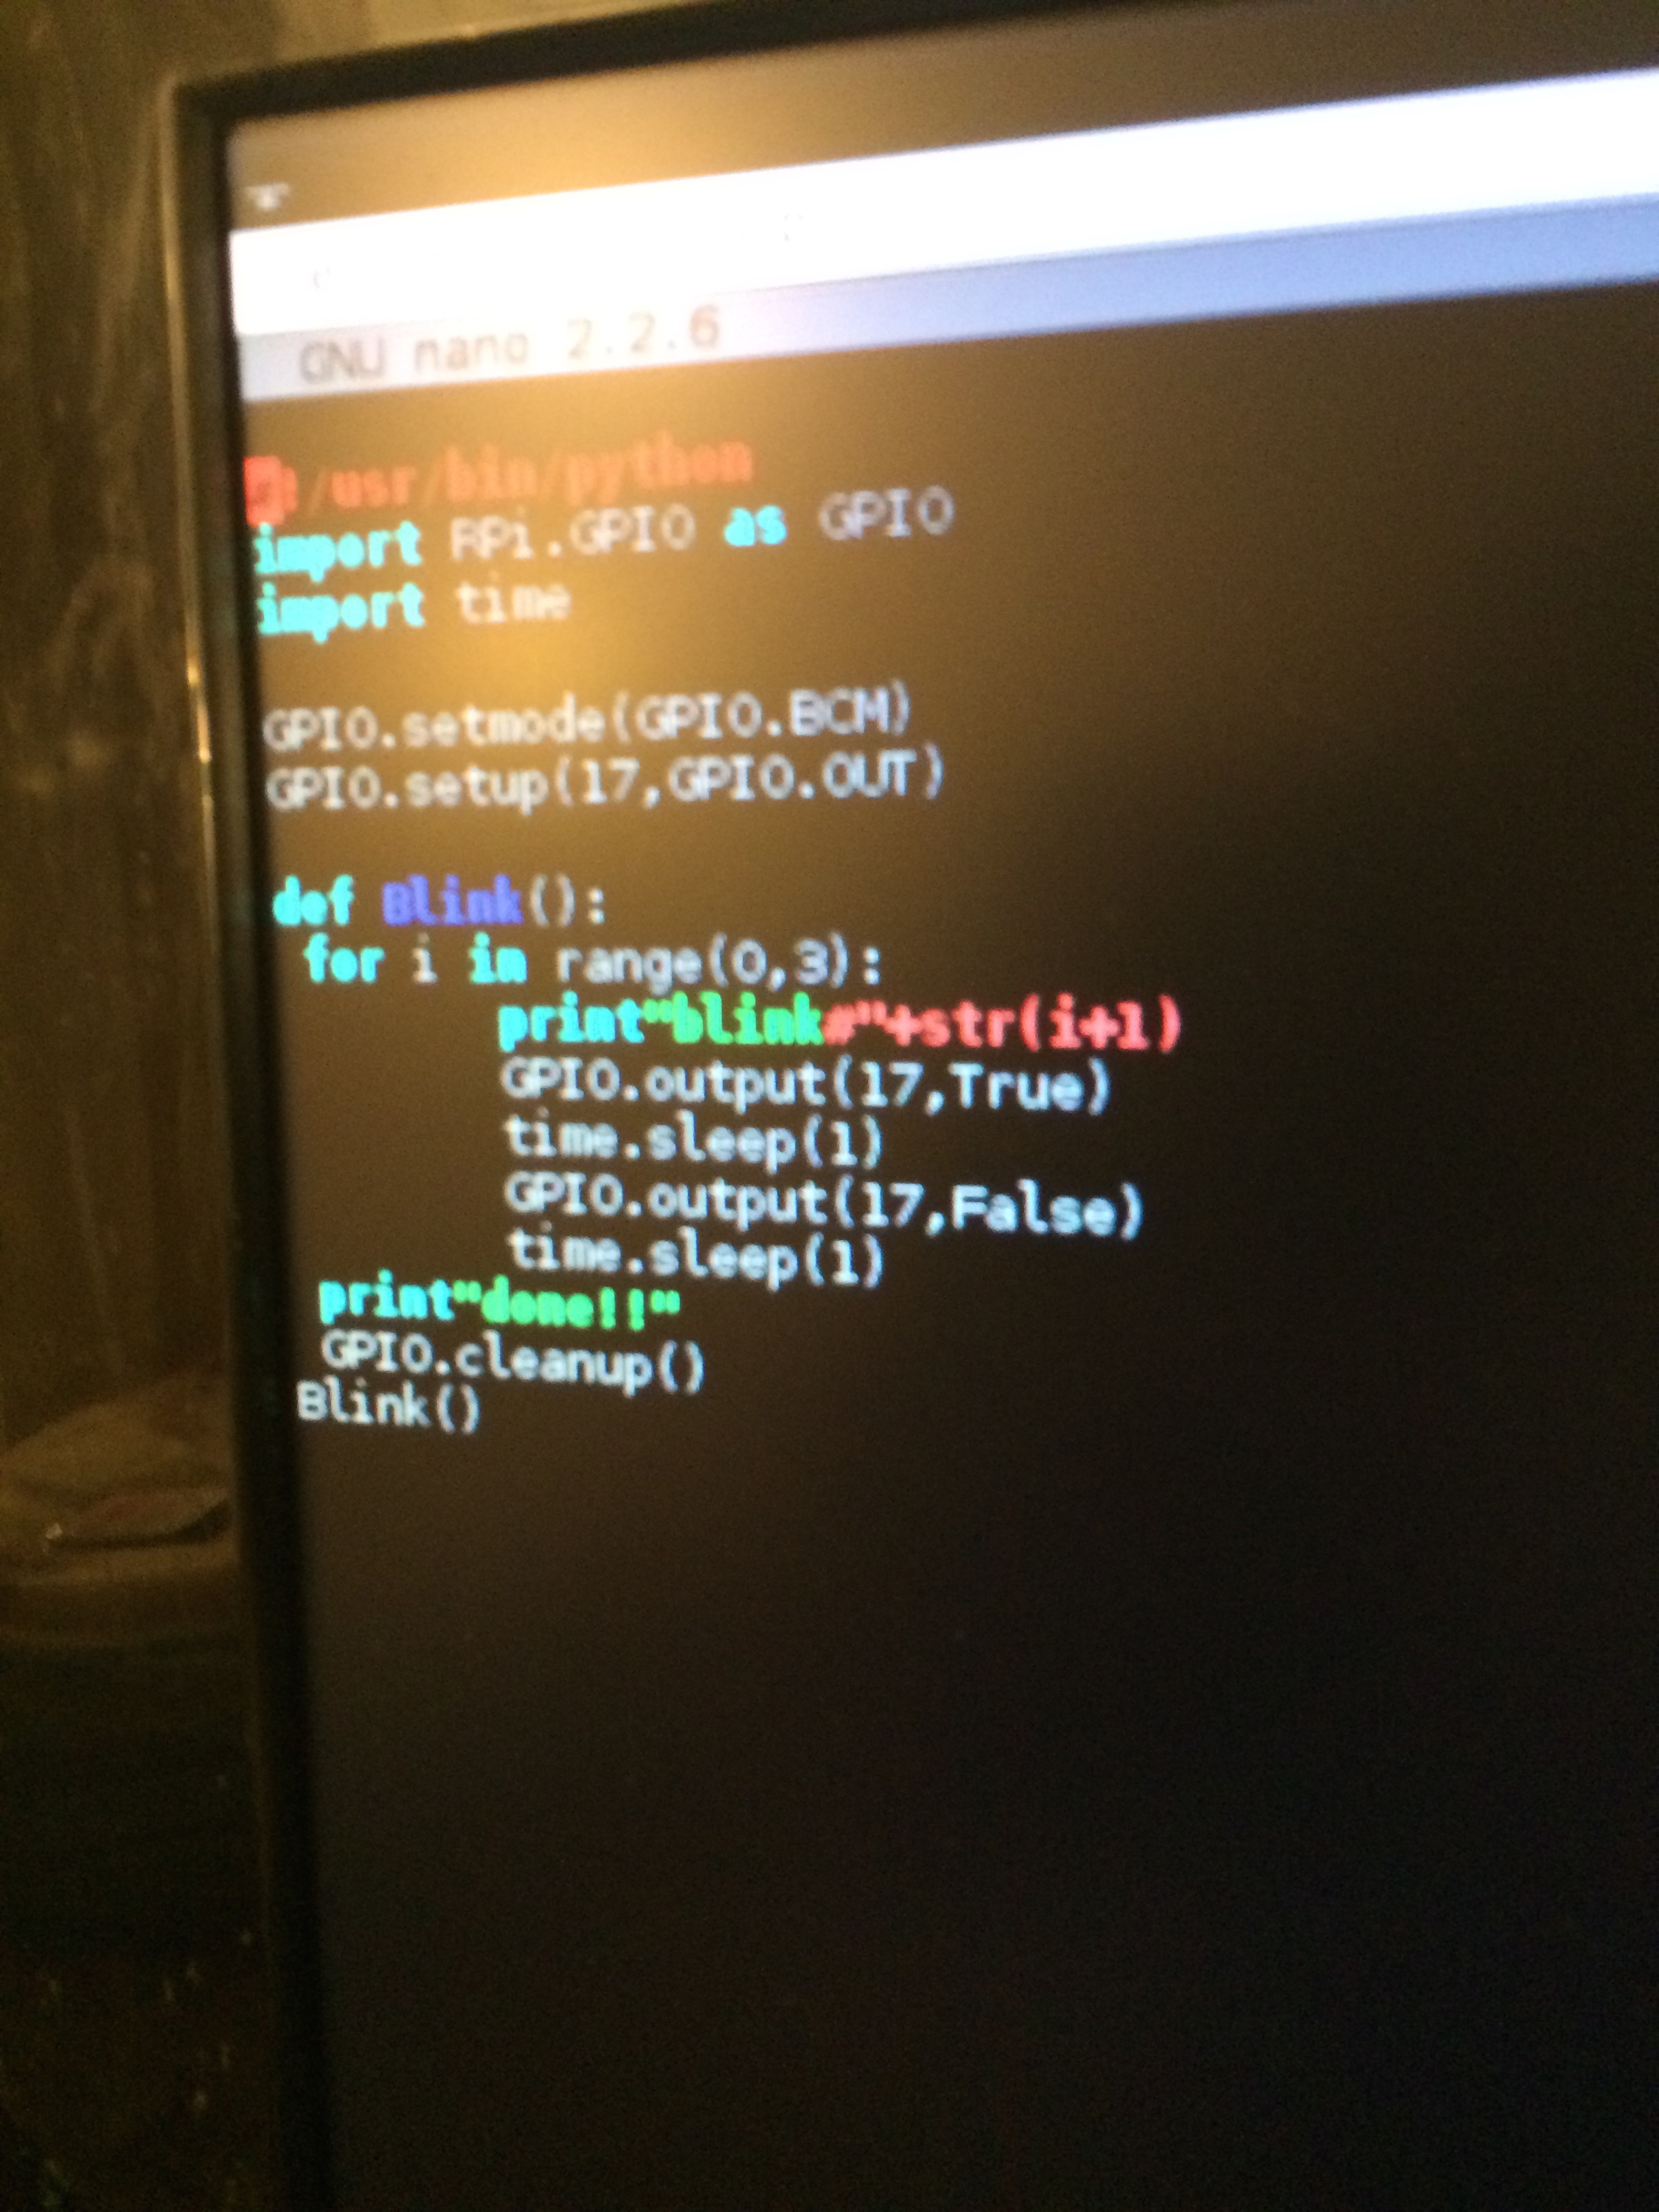 GNU nano 2.2.6
#!/usr/bin/python
import RPi.GPIO as GPIO
import time
GPIO.setmode(GPIO.BCM)
GPIO.setup(17,GPIO.OUT)
def Blink():
for i in range(0,3):
print"blink#"+str(i+1)
GPIO.output(17,True)
time.sleep(1)
GPIO.output(17,False)
time.sleep(1)
print"done!!"
GPIO.cleanup()
Blink()